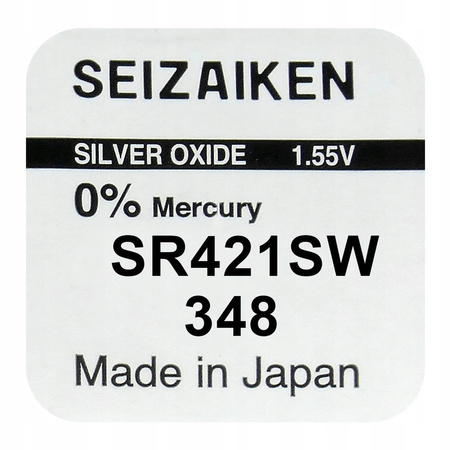 SEIZAIKEN
SILVER OXIDE 1.55V
0% Mercury
SR421SW
348
Made in Japan